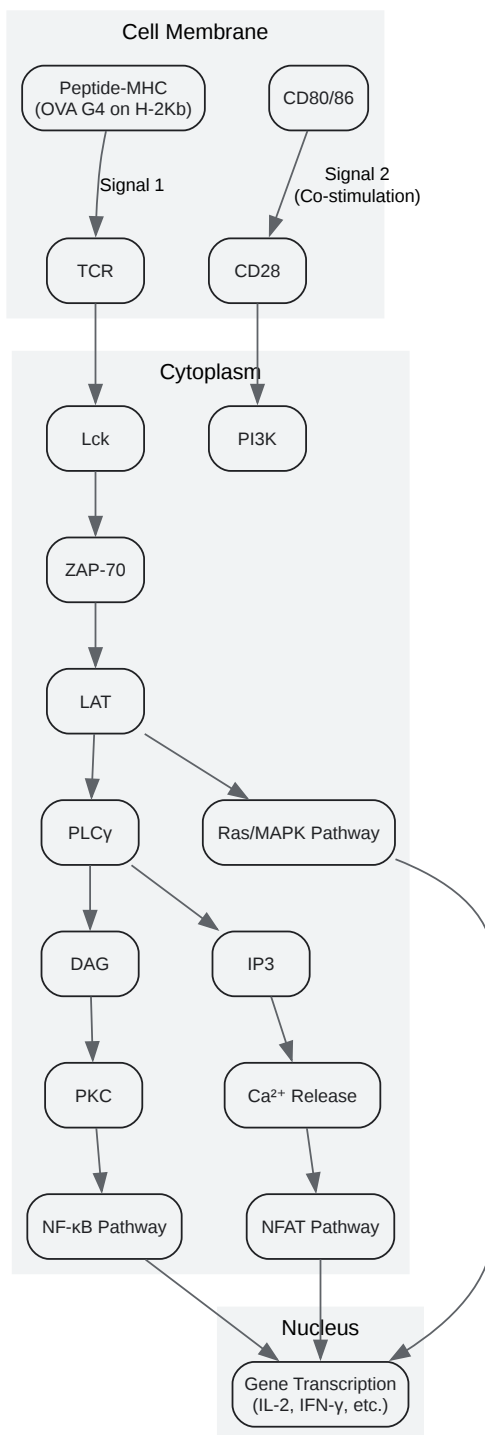 Cell Membrane
Peptide-MHC
(OVA G4 on H-2Kb)
CD80/86
Signal 1
Signal 2
(Co-stimulation)
TCR
CD28
Cytoplasm
Lck
PI3K
ZAP-70
LAT
PLCγ
Ras/MAPK Pathway
DAG
IP3
PKC
Ca²⁺ Release
NF-κB Pathway
NFAT Pathway
Nucleus
Gene Transcription
(IL-2, IFN-γ, etc.)